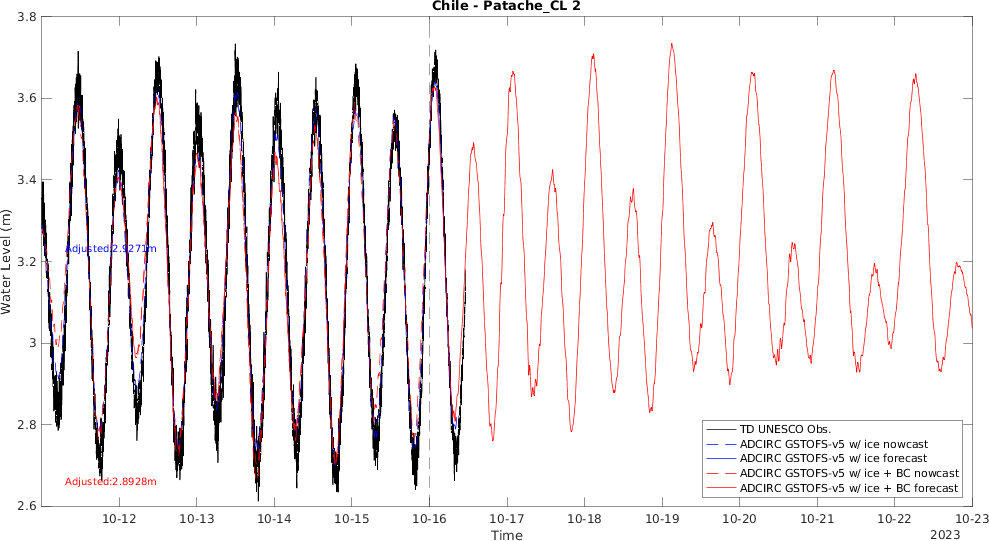 Chile - Patache_CL 2
Water Level (m)
3.8
3.6
3.4
3.2
3
2.8
2.6
Adjusted:2.9271m
Adjusted:2.8928m
TD UNESCO Obs.
ADCIRC GSTOFS-v5 w/ ice nowcast
ADCIRC GSTOFS-v5 w/ ice forecast
ADCIRC GSTOFS-v5 w/ ice + BC nowcast
ADCIRC GSTOFS-v5 w/ ice + BC forecast
10-12 10-13 10-14 10-15 10-16 10-17 10-18 10-19 10-20 10-21 10-22 10-23
Time
2023